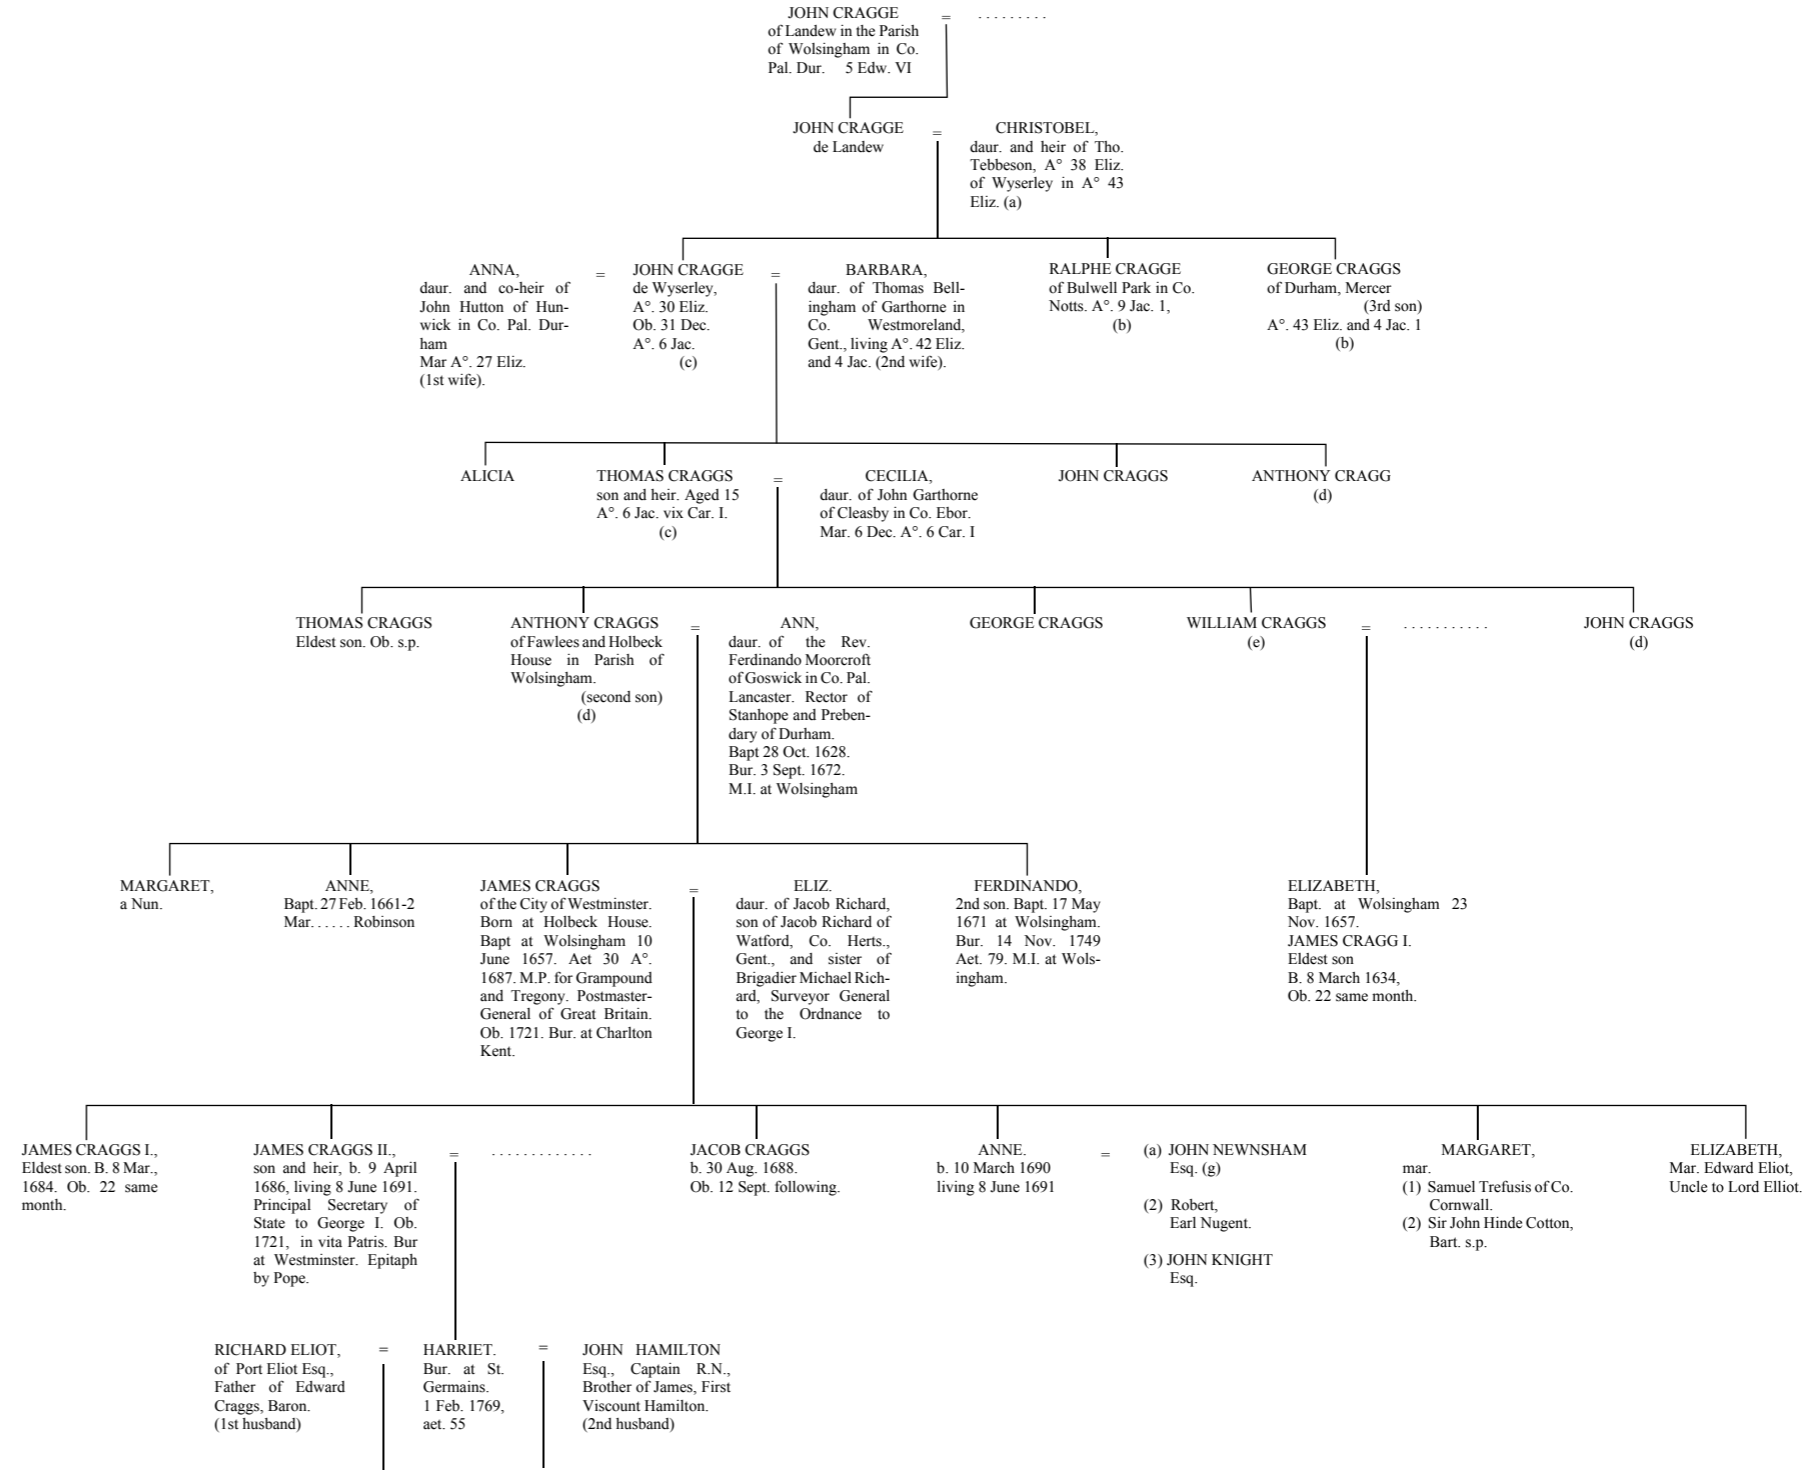 JOHN CRAGGE
of Landew in the Parish
of Wolsingham in Co.
Pal. Dur. 5 Edw. VI
=
. . . . . . . . .
JOHN CRAGGE
de Landew
=
CHRISTOBEL,
daur. and heir of Tho.
Tebbeson, A° 38 Eliz.
of Wyserley in A° 43
Eliz. (a)
ANNA,
daur. and co-heir of
John Hutton of Hun-
wick in Co. Pal. Dur-
ham
Mar A°. 27 Eliz.
(1st wife).
=
JOHN CRAGGE
de Wyserley,
A°. 30 Eliz.
Ob. 31 Dec.
A°. 6 Jac.
(c)
=
BARBARA,
daur. of Thomas Bell-
ingham of Garthorne in
Co. Westmoreland,
Gent., living A°. 42 Eliz.
and 4 Jac. (2nd wife).
RALPHE CRAGGE
of Bulwell Park in Co.
Notts. A°. 9 Jac. 1,
(b)
GEORGE CRAGGS
of Durham, Mercer
(3rd son)
A°. 43 Eliz. and 4 Jac. 1
(b)
ALICIA
THOMAS CRAGGS
son and heir. Aged 15
A°. 6 Jac. vix Car. I.
(c)
=
CECILIA,
daur. of John Garthorne
of Cleasby in Co. Ebor.
Mar. 6 Dec. A°. 6 Car. I
JOHN CRAGGS
ANTHONY CRAGG
(d)
THOMAS CRAGGS
Eldest son. Ob. s.p.
ANTHONY CRAGGS
of Fawlees and Holbeck
House in Parish of
Wolsingham.
(second son)
(d)
=
ANN,
daur. of the Rev.
Ferdinando Moorcroft
of Goswick in Co. Pal.
Lancaster. Rector of
Stanhope and Preben-
dary of Durham.
Bapt 28 Oct. 1628.
Bur. 3 Sept. 1672.
M.I. at Wolsingham
GEORGE CRAGGS
WILLIAM CRAGGS
(e)
=
. . . . . . . . . . .
JOHN CRAGGS
(d)
MARGARET,
a Nun.
ANNE,
Bapt. 27 Feb. 1661-2
Mar. . . . . . Robinson
JAMES CRAGGS
of the City of Westminster.
Born at Holbeck House.
Bapt at Wolsingham 10
June 1657. Aet 30 A°.
1687. M.P. for Grampound
and Tregony. Postmaster-
General of Great Britain.
Ob. 1721. Bur. at Charlton
Kent.
=
ELIZ.
daur. of Jacob Richard,
son of Jacob Richard of
Watford, Co. Herts.,
Gent., and sister of
Brigadier Michael Rich-
ard, Surveyor General
to the Ordnance to
George I.
FERDINANDO,
2nd son. Bapt. 17 May
1671 at Wolsingham.
Bur. 14 Nov. 1749
Aet. 79. M.I. at Wols-
ingham.
ELIZABETH,
Bapt. at Wolsingham 23
Nov. 1657.
JAMES CRAGG I.
Eldest son
B. 8 March 1634,
Ob. 22 same month.
JAMES CRAGGS I.,
Eldest son. B. 8 Mar.,
1684. Ob. 22 same
month.
JAMES CRAGGS II.,
son and heir, b. 9 April
1686, living 8 June 1691.
Principal Secretary of
State to George I. Ob.
1721, in vita Patris. Bur
at Westminster. Epitaph
by Pope.
=
. . . . . . . . . . . . .
JACOB CRAGGS
b. 30 Aug. 1688.
Ob. 12 Sept. following.
ANNE.
b. 10 March 1690
living 8 June 1691
=
(a) JOHN NEWNSHAM
Esq. (g)
(2) Robert,
Earl Nugent.
(3) JOHN KNIGHT
Esq.
MARGARET,
mar.
(1) Samuel Trefusis of Co.
Cornwall.
(2) Sir John Hinde Cotton,
Bart. s.p.
ELIZABETH,
Mar. Edward Eliot,
Uncle to Lord Elliot.
RICHARD ELIOT,
of Port Eliot Esq.,
Father of Edward
Craggs, Baron.
(1st husband)
=
HARRIET.
Bur. at St.
Germains.
1 Feb. 1769,
aet. 55
=
JOHN HAMILTON
Esq., Captain R.N.,
Brother of James, First
Viscount Hamilton.
(2nd husband)